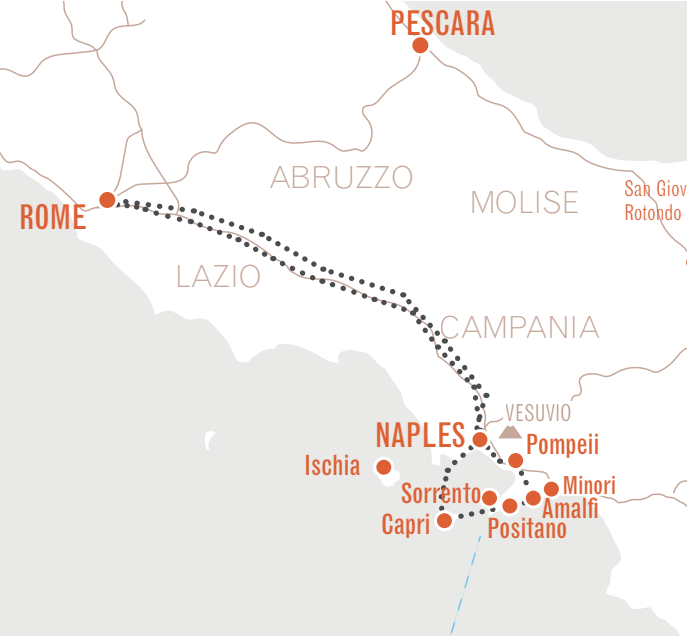 PESCARA
ABRUZZO
MOLISE
San Giov
Rotondo
ROME
LAZIO
CAMPANIA
VESUVIO
NAPLES
Pompeii
Ischia
Minori
Sorrento
Amalfi
Capri
Positano